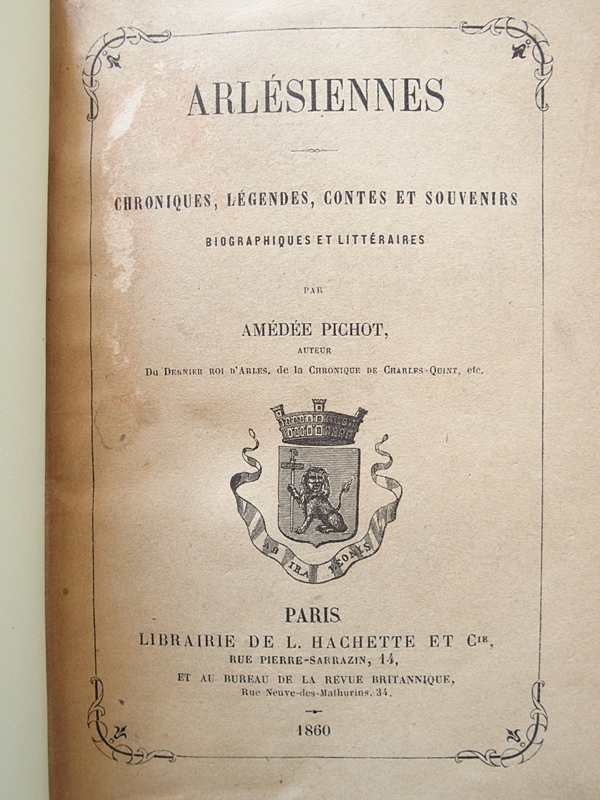 ARLÉSIENNES
CHRONIQUES, LÉGENDES, CONTES ET SOUVENIRS
BIOGRAPHIQUES ET LITTÉRAIRES
PAR
AMÉDÉE PICHOT,
AUTEUR
Du DERNIER ROI D'ARLES, de la CHRONIQUE DE CHARLES-QUINT, etc.
AB IRA LEONIS
PARIS
LIBRAIRIE DE L. HACHETTE ET Cie,
RUE PIERRE-SARRAZIN, 14,
ET AU BUREAU DE LA REVUE BRITANNIQUE,
Rue Neuve-des-Mathurins, 34.
1860